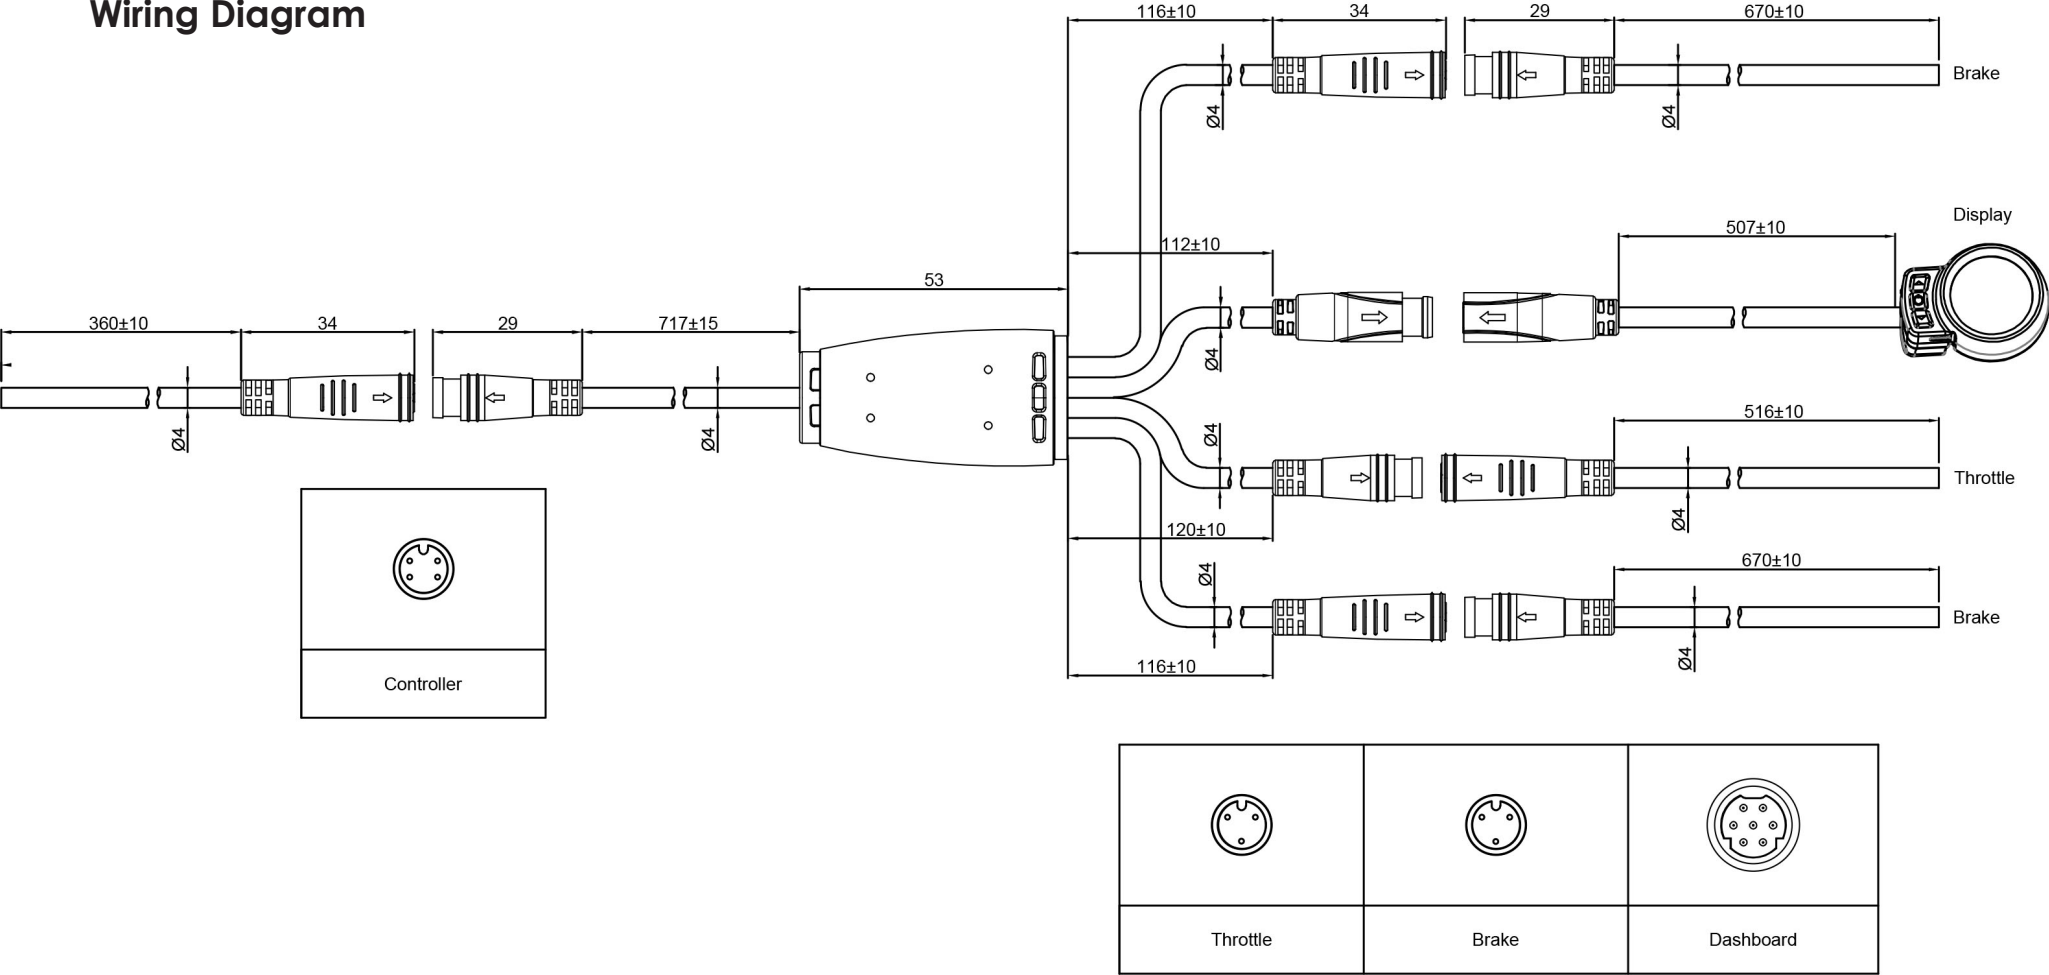 Wiring Diagram
116±10
34
29
670±10
Brake
Ø4
Ø4
Display
507±10
112±10
53
360±10
34
29
717±15
Ø4
Ø4
Ø4
516±10
Ø4
Throttle
Ø4
120±10
670±10
Ø4
Brake
Ø4
116±10
Controller
Throttle
Brake
Dashboard